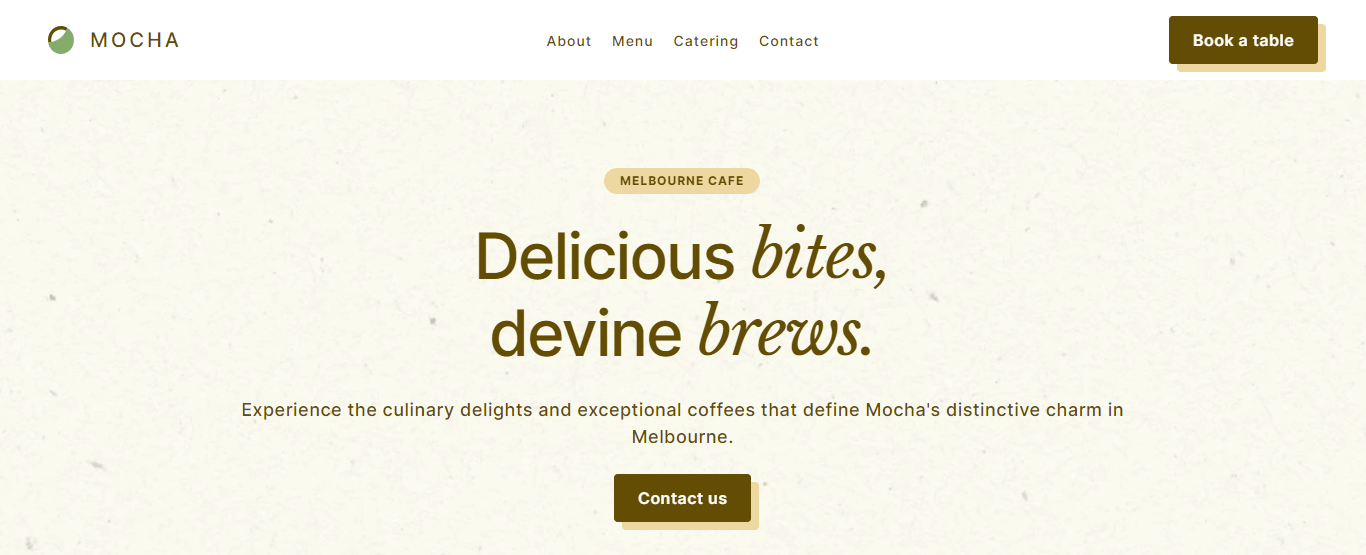 MOCHA
About Menu Catering Contact
Book a table
MELBOURNE CAFE
Delicious bites,
devine brews.
Experience the culinary delights and exceptional coffees that define Mocha's distinctive charm in
Melbourne.
Contact us